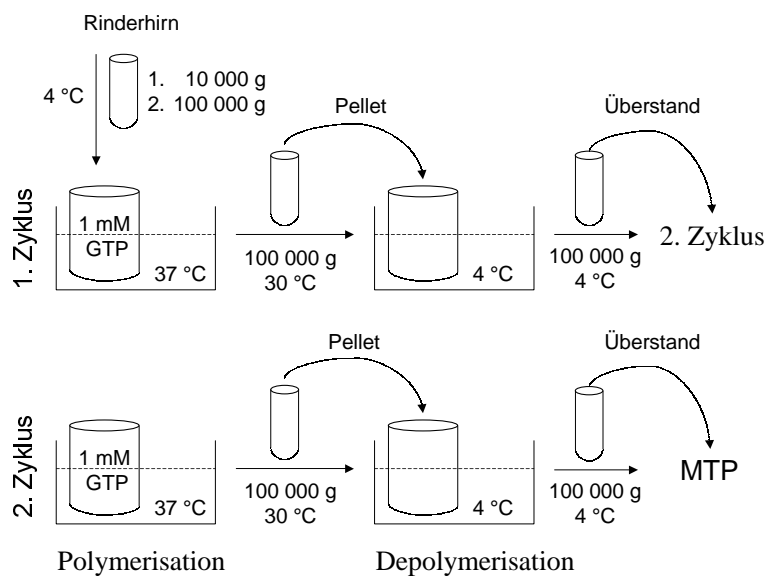 Rinderhirn
4 °C
1. 10 000 g
2. 100 000 g
Pellet
Überstand
1. Zyklus
1 mM
GTP
37 °C
100 000 g
30 °C
4 °C
100 000 g
4 °C
2. Zyklus
Pellet
Überstand
2. Zyklus
1 mM
GTP
37 °C
100 000 g
30 °C
4 °C
100 000 g
4 °C
MTP
Polymerisation
Depolymerisation